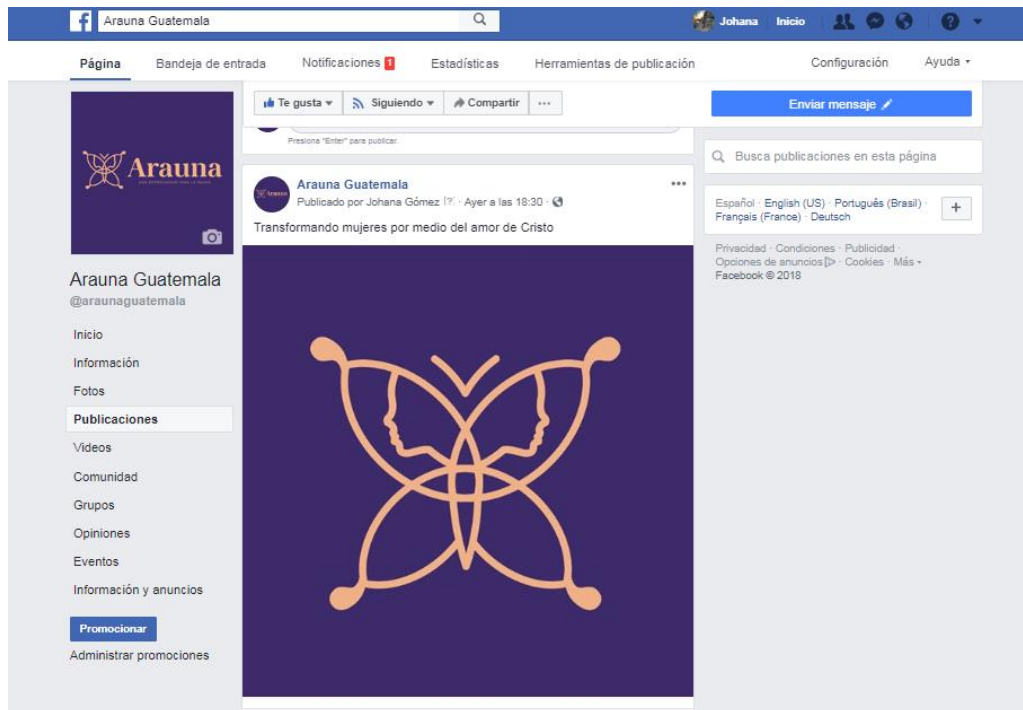 Arauna Guatemala
Johana Inicio
Página Bandeja de entrada Notificaciones 1 Estadísticas Herramientas de publicación Configuración Ayuda
Arauna
Arauna Guatemala
@araunaguatemala
Inicio
Información
Fotos
Publicaciones
Videos
Comunidad
Grupos
Opiniones
Eventos
Información y anuncios
Promocionar
Administrar promociones
Te gusta Siguiendo Compartir ...
Presiona "Enter" para publicar.
Arauna Guatemala
Publicado por Johana Gómez [?] · Ayer a las 18:30 ·
Transformando mujeres por medio del amor de Cristo
Enviar mensaje
Busca publicaciones en esta página
Español · English (US) · Português (Brasil) ·
Français (France) · Deutsch
Privacidad · Condiciones · Publicidad ·
Opciones de anuncios · Cookies · Más
Facebook © 2018